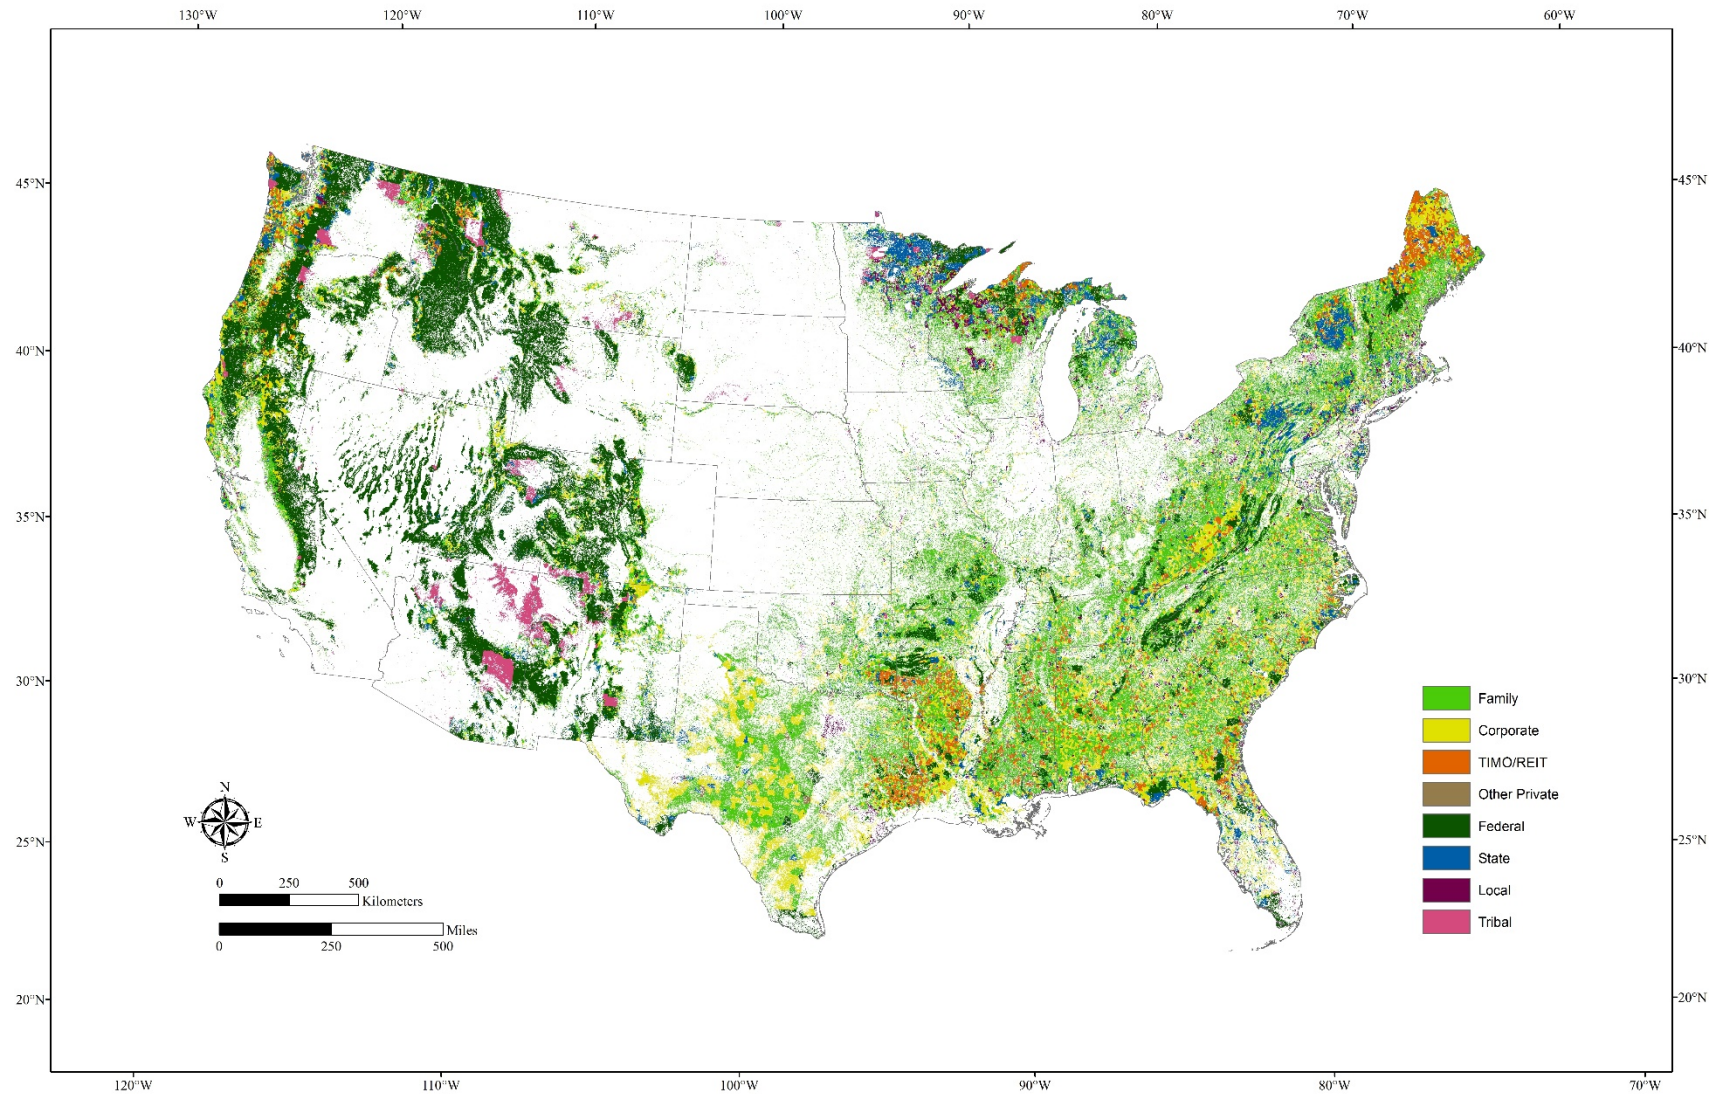 130°W 120°W 110°W 100°W 90°W 80°W 70°W 60°W
45°N 45°N
40°N 40°N
35°N 35°N
30°N 30°N
Family
Corporate
TIMO/REIT
Other Private
Federal
State
Local
Tribal
N
W E
S
25°N 25°N
0 250 500
Kilometers
Miles
0 250 500
20°N 20°N
120°W 110°W 100°W 90°W 80°W 70°W